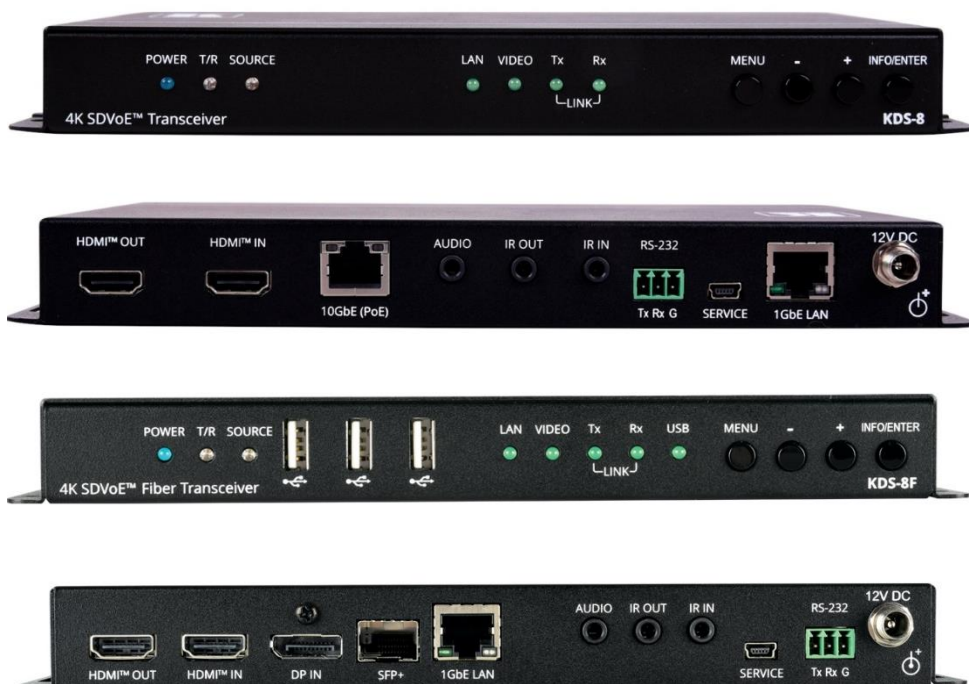 POWER T/R SOURCE LAN VIDEO Tx Rx MENU - + INFO/ENTER
LINK
4K SDVoE™ Transceiver KDS-8
HDMI™ OUT HDMI™ IN AUDIO IR OUT IR IN RS-232 12V DC
10GbE (PoE) Tx Rx G SERVICE 1GbE LAN
POWER T/R SOURCE LAN VIDEO Tx Rx USB MENU - + INFO/ENTER
LINK
4K SDVoE™ Fiber Transceiver KDS-8F
AUDIO IR OUT IR IN RS-232 12V DC
HDMI™ OUT HDMI™ IN DP IN SFP+ 1GbE LAN SERVICE Tx Rx G